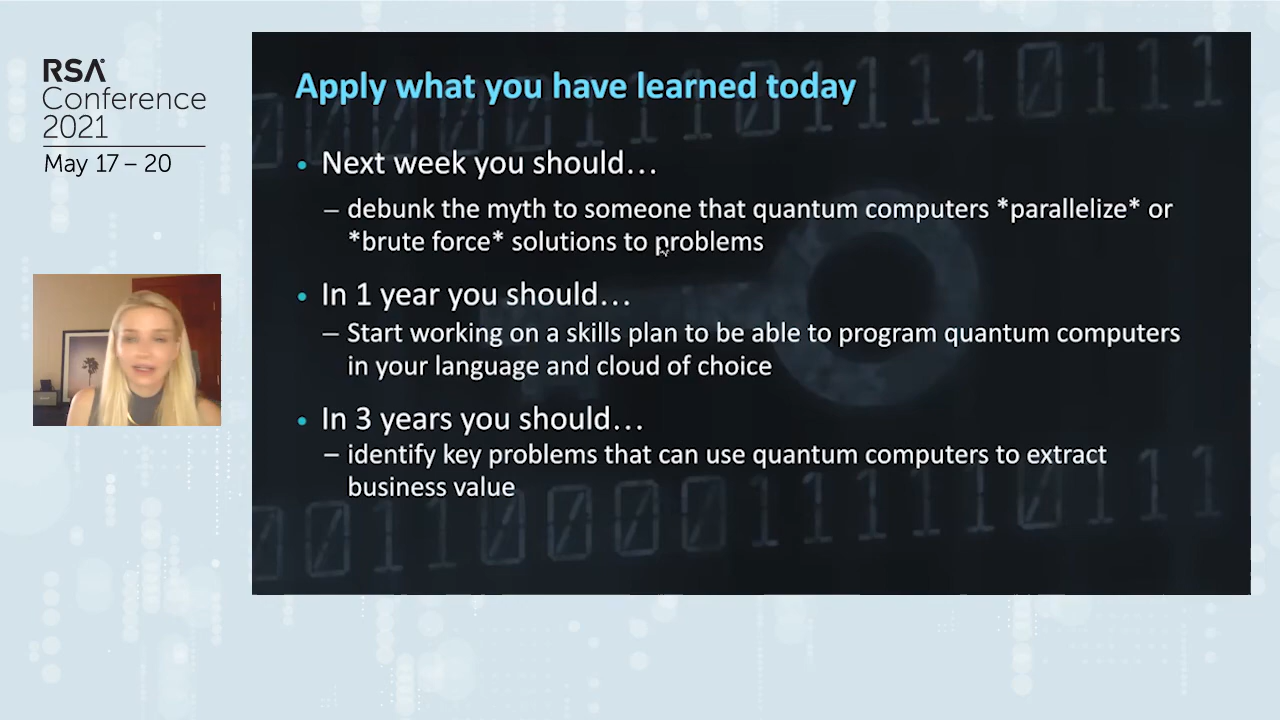 RSA
Conference
2021
May 17 – 20
Apply what you have learned today
• Next week you should…
– debunk the myth to someone that quantum computers *parallelize* or
*brute force* solutions to problems
• In 1 year you should…
– Start working on a skills plan to be able to program quantum computers
in your language and cloud of choice
• In 3 years you should…
– identify key problems that can use quantum computers to extract
business value